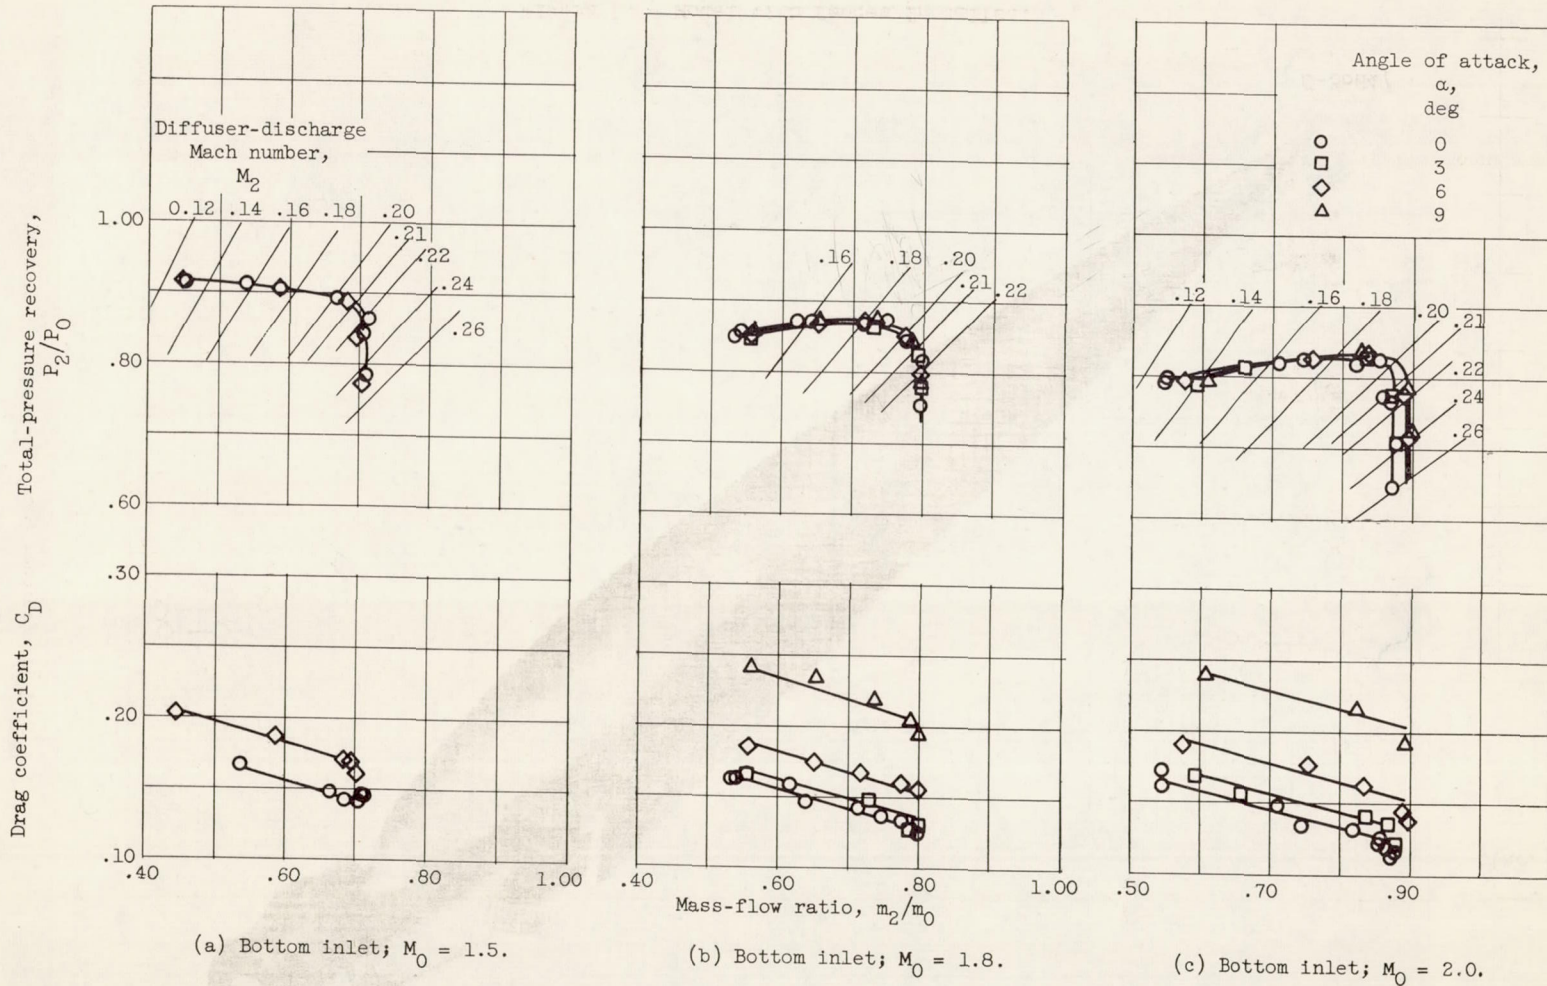 Angle of attack,
α,
deg
0
3
6
9
Diffuser-discharge
Mach number,
M2
0.12 .14 .16 .18 .20
.21
.22
.24
.26
.16 .18 .20
.21
.22
.12 .14 .16 .18
.20
.21
.22
.24
.26
Total-pressure recovery,
P2/P0
1.00
.80
.60
Drag coefficient, CD
.30
.20
.10
.40 .60 .80 1.00
.40 .60 .80 1.00
.50 .70 .90
Mass-flow ratio, m2/m0
(a) Bottom inlet; M0 = 1.5.
(b) Bottom inlet; M0 = 1.8.
(c) Bottom inlet; M0 = 2.0.